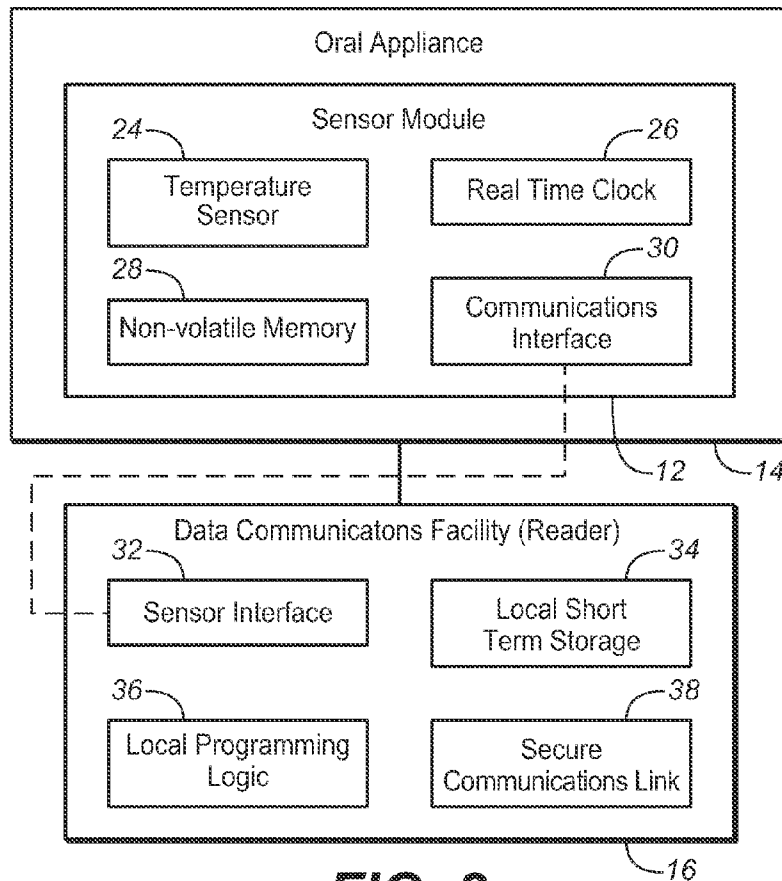 Oral Appliance
Sensor Module
24
26
Temperature
Sensor
Real Time Clock
28
30
Non-volatile Memory
Communications
Interface
12
14
Data Communicatons Facility (Reader)
32
34
Sensor Interface
Local Short
Term Storage
36
38
Local Programming
Logic
Secure
Communications Link
16